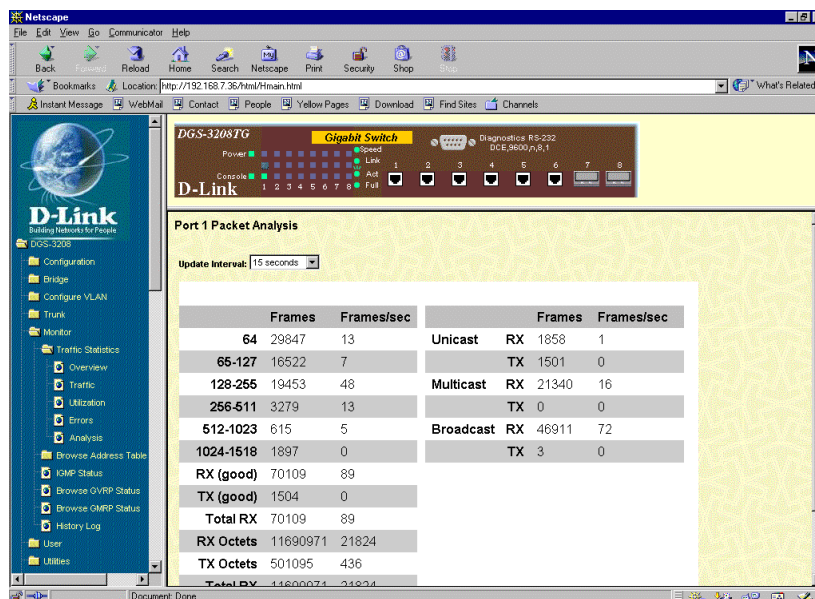 Netscape
File Edit View Go Communicator Help
Back Forward Reload Home Search Netscape Print Security Shop Stop
Bookmarks Location: http://192.168.7.36/html/Hmain.html What's Related
Instant Message WebMail Contact People Yellow Pages Download Find Sites Channels
D-Link
Building Networks for People
DGS-3208
Configuration
Bridge
Configure VLAN
Trunk
Monitor
Traffic Statistics
Overview
Traffic
Utilization
Errors
Analysis
Browse Address Table
IGMP Status
Browse GVRP Status
Browse GMRP Status
History Log
User
Utilities
DGS-3208TG Gigabit Switch
Power Speed
Link
Console Act
D-Link 1 2 3 4 5 6 7 8 Full
Diagnostics RS-232
DCE,9600,n,8,1
1 2 3 4 5 6 7 8
Port 1 Packet Analysis
Update Interval: 15 seconds
Frames Frames/sec Frames Frames/sec
64 29847 13 Unicast RX 1858 1
65-127 16522 7 TX 1501 0
128-255 19453 48 Multicast RX 21340 16
256-511 3279 13 TX 0 0
512-1023 615 5 Broadcast RX 46911 72
1024-1518 1897 0 TX 3 0
RX (good) 70109 89
TX (good) 1504 0
Total RX 70109 89
RX Octets 11690971 21824
TX Octets 501095 436
Total RX 11690971 21824
Document: Done